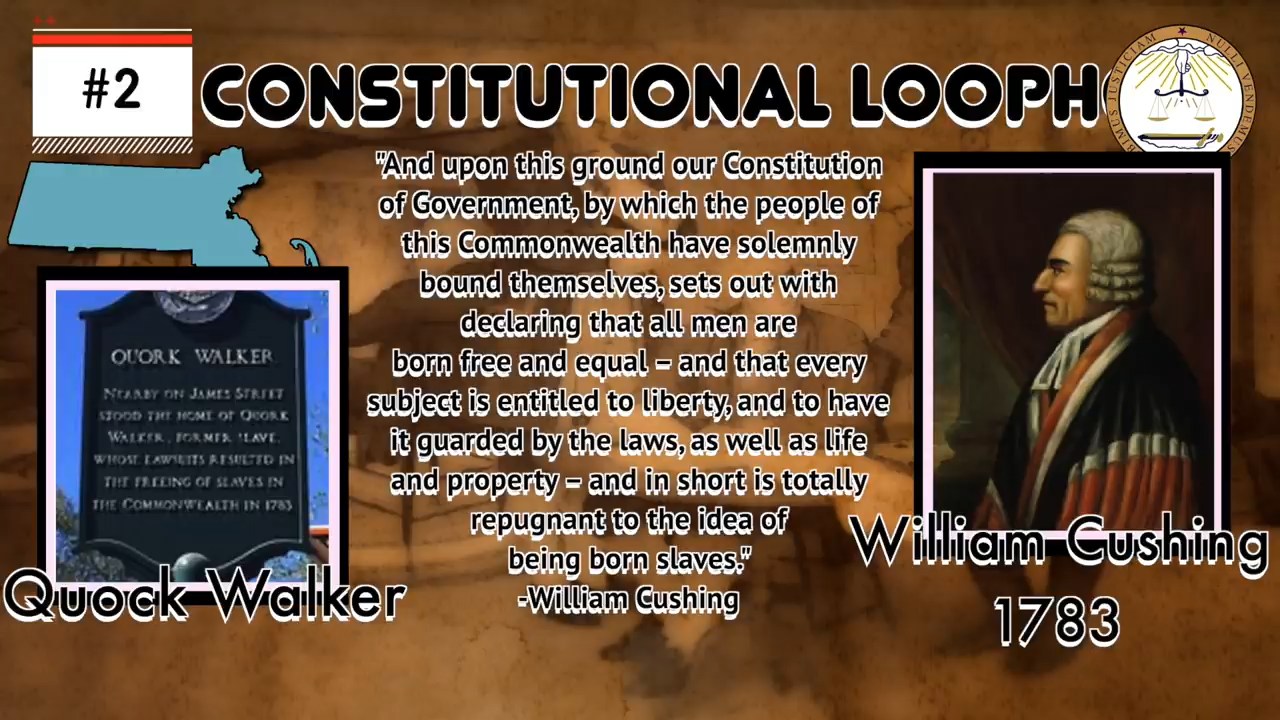 #2
CONSTITUTIONAL LOOPH
"And upon this ground our Constitution
of Government, by which the people of
this Commonwealth have solemnly
bound themselves, sets out with
declaring that all men are
born free and equal – and that every
subject is entitled to liberty, and to have
it guarded by the laws, as well as life
and property – and in short is totally
repugnant to the idea of
being born slaves."
-William Cushing
QUORK WALKER
NEARBY ON JAMES STREET
STOOD THE HOME OF QUORK
WALKER, FORMER SLAVE,
WHOSE LAWSUITS RESULTED IN
THE FREEING OF SLAVES IN
THE COMMONWEALTH IN 1783
Quock Walker
JUSTICIAM NULLI VENDEMUS
William Cushing
1783